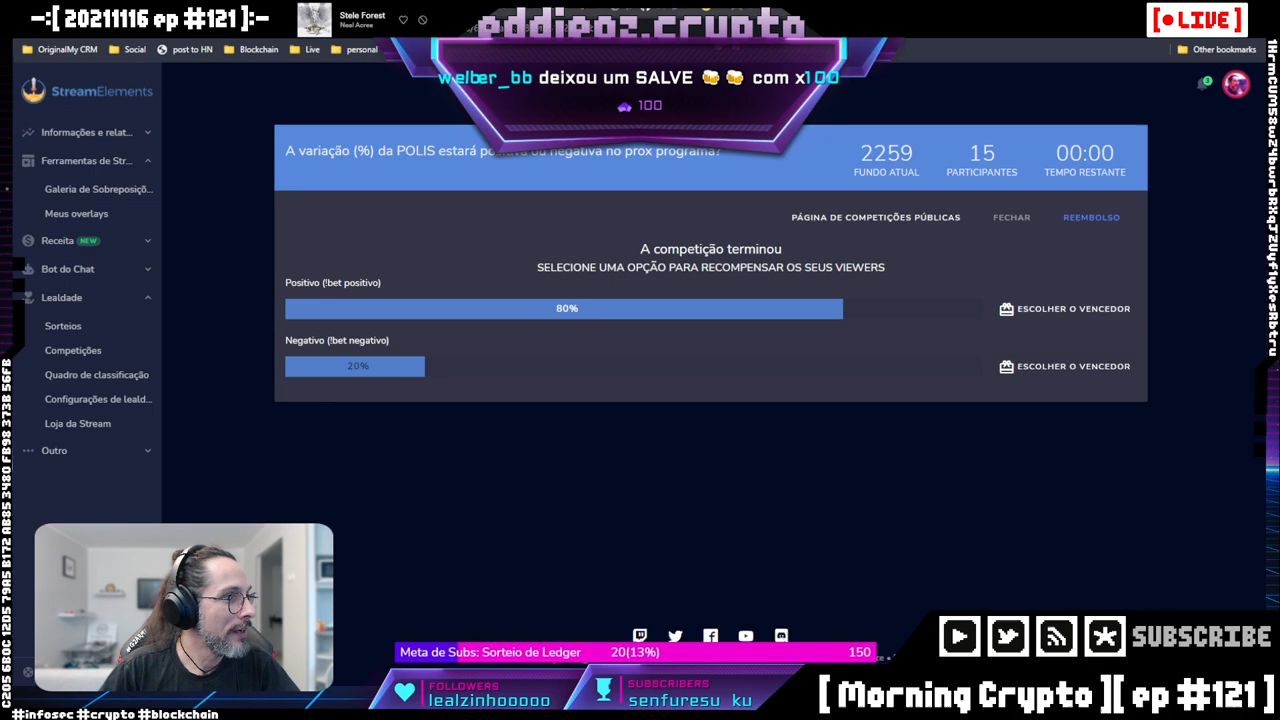 -:[ 20211116 ep #121]:-
Stele Forest
Neal Acree
eddieoz.crypto
[● LIVE ]
OriginalMy CRM
Social
post to HN
Blockchain
Live
personal
Other bookmarks
welber_bb deixou um SALVE 🍻 🍻 com x100
100
StreamElements
3
Informações e relat...
Ferramentas de Str...
Galeria de Sobreposiçõ...
Meus overlays
Receita NEW
Bot do Chat
Lealdade
Sorteios
Competições
Quadro de classificação
Configurações de leald...
Loja da Stream
Outro
A variação (%) da POLIS estará positiva ou negativa no prox programa?
2259
FUNDO ATUAL
15
PARTICIPANTES
00:00
TEMPO RESTANTE
PÁGINA DE COMPETIÇÕES PÚBLICAS
FECHAR
REEMBOLSO
A competição terminou
SELECIONE UMA OPÇÃO PARA RECOMPENSAR OS SEUS VIEWERS
Positivo (!bet positivo)
80%
ESCOLHER O VENCEDOR
Negativo (!bet negativo)
20%
ESCOLHER O VENCEDOR
Meta de Subs: Sorteio de Ledger 20(13%) 150
FOLLOWERS
lealzinhooooo
SUBSCRIBERS
senfuresu_ku
SUBSCRIBE
[ Morning Crypto ][ ep #121 ]
#infosec #crypto #blockchain